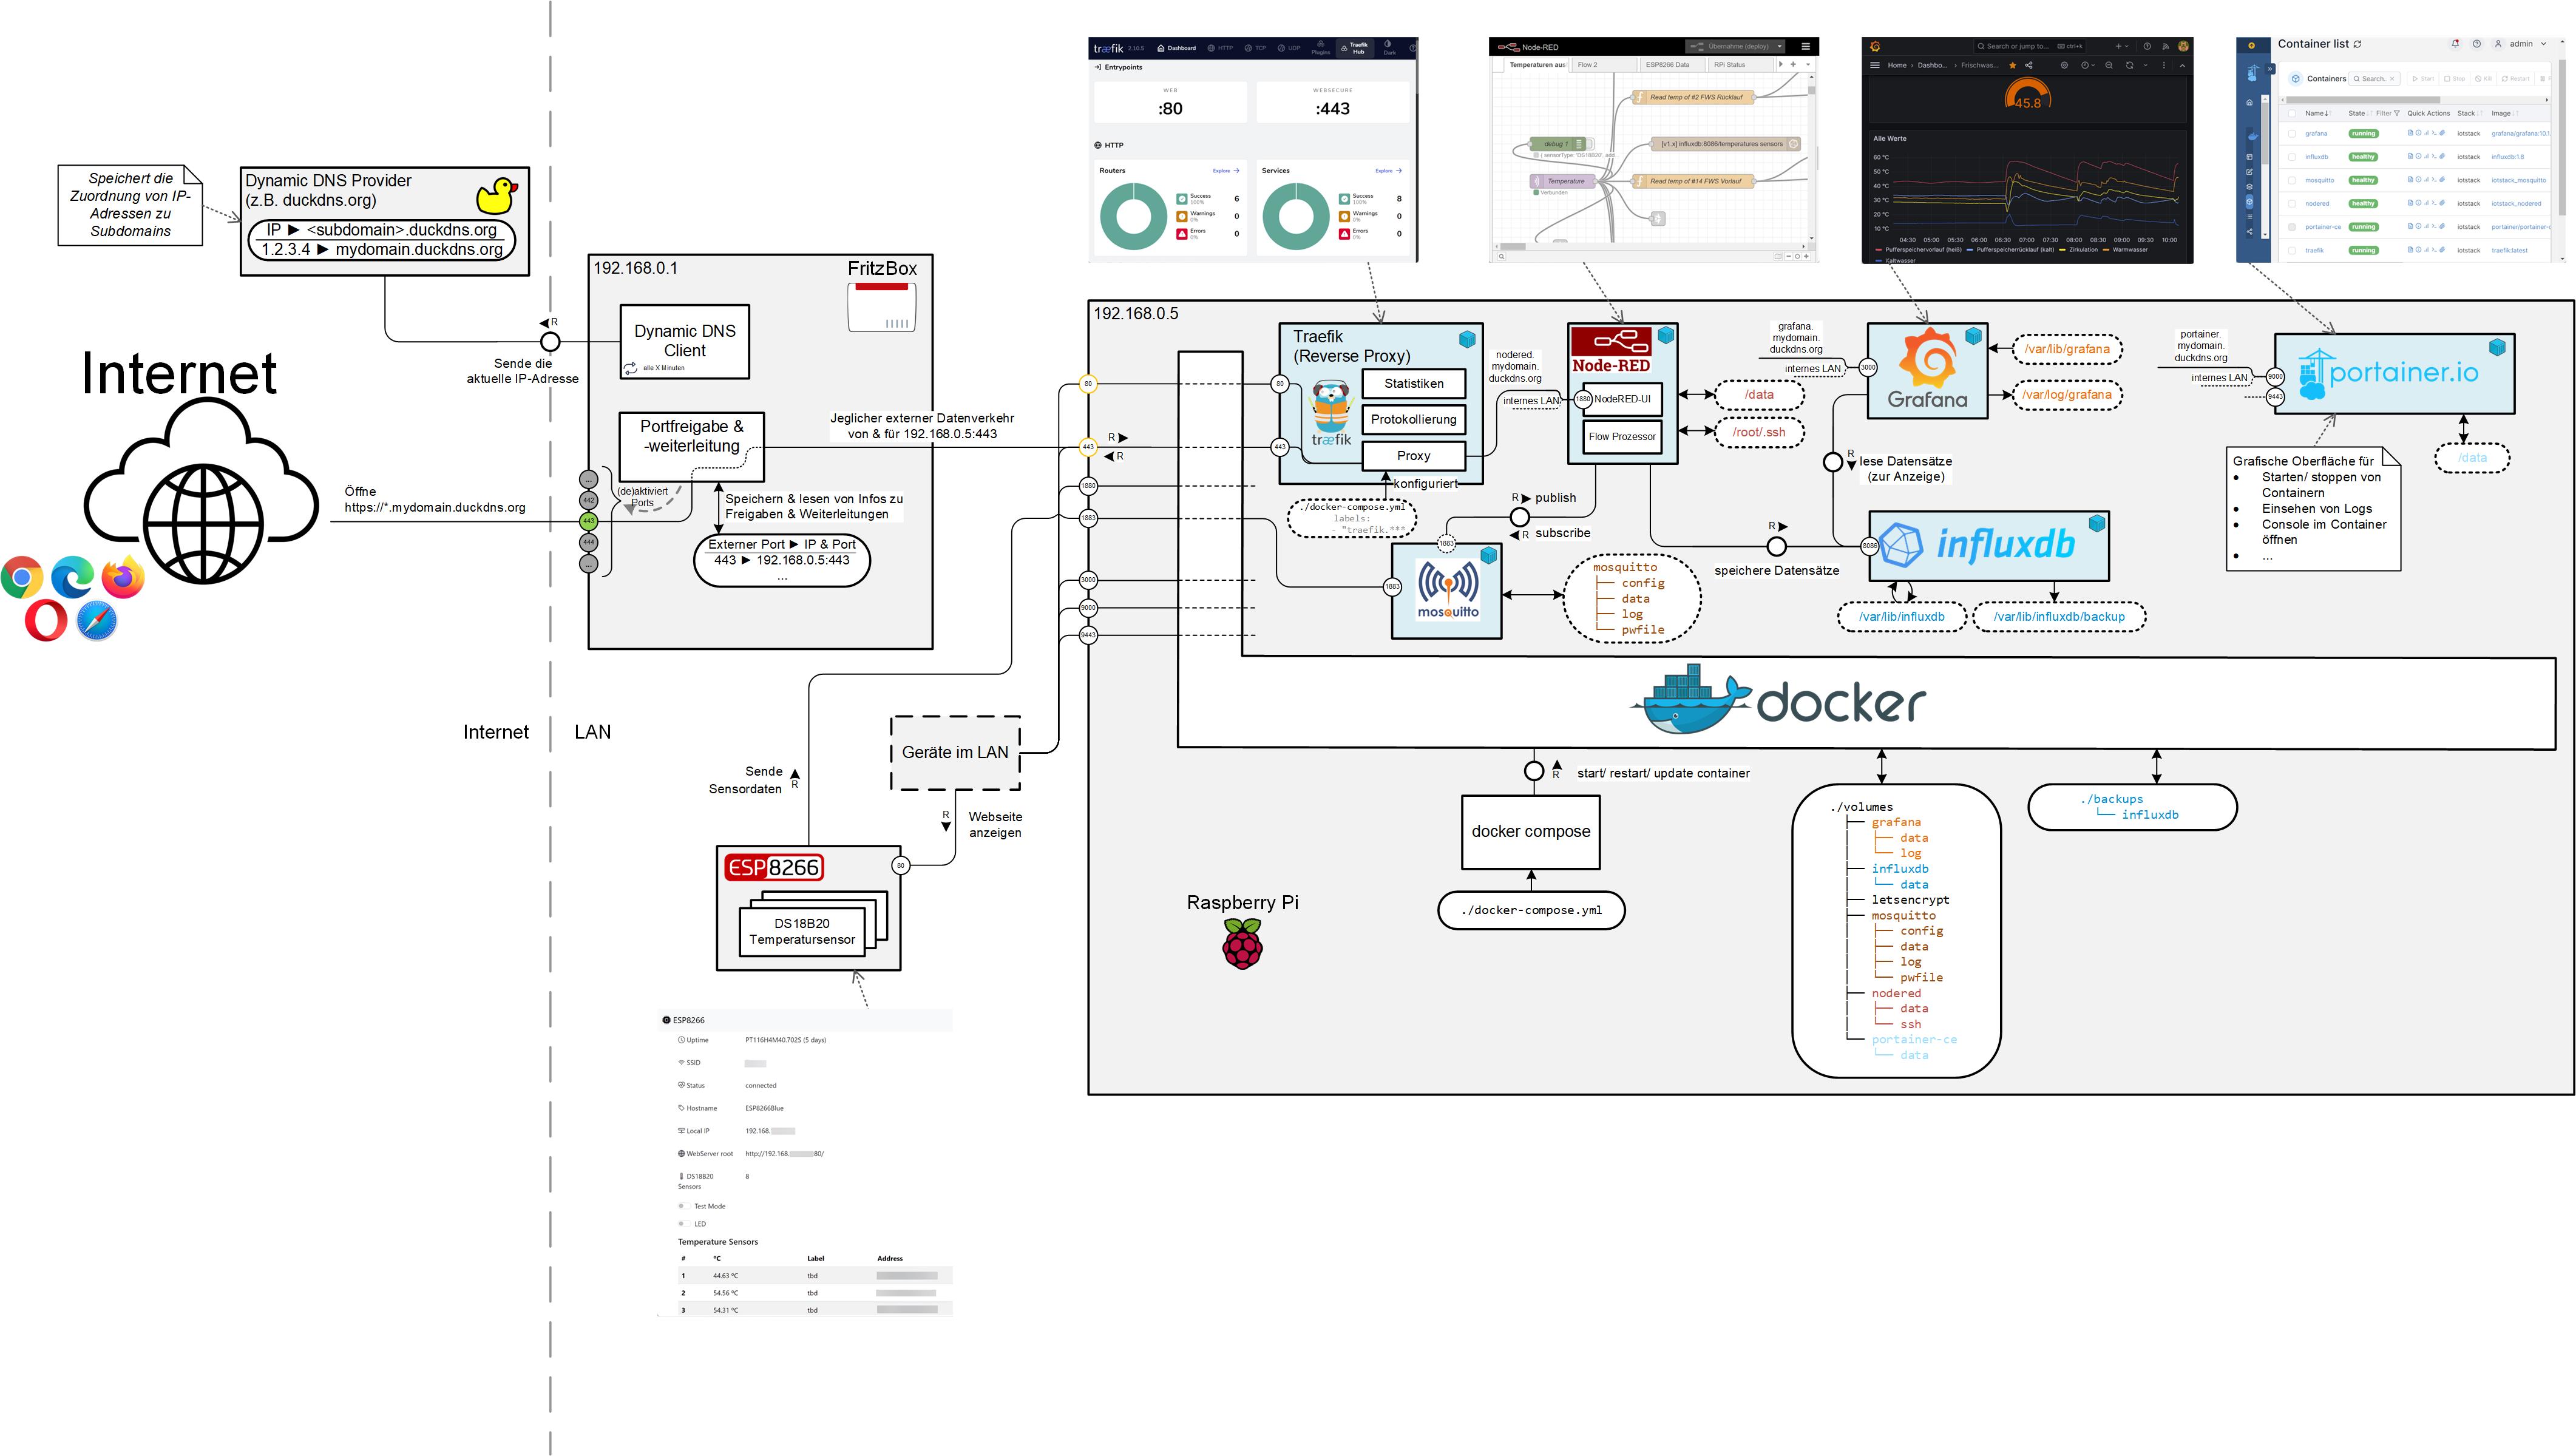 Speichert die
Zuordnung von IP-
Adressen zu
Subdomains
Dynamic DNS Provider
(z.B. duckdns.org)
IP ► <subdomain>.duckdns.org
1.2.3.4 ► mydomain.duckdns.org
Internet
Öffne
https://*.mydomain.duckdns.org
◄ R
Sende die
aktuelle IP-Adresse
Internet
LAN
192.168.0.1
FritzBox
Dynamic DNS
Client
alle X Minuten
Portfreigabe &
-weiterleitung
...
442
443
444
...
(de)aktiviert
Ports
Speichern & lesen von Infos zu
Freigaben & Weiterleitungen
Externer Port ► IP & Port
443 ► 192.168.0.5:443
...
Jeglicher externer Datenverkehr
von & für 192.168.0.5:443
R ►
◄ R
Geräte im LAN
Sende
Sensordaten
R
R
Webseite
anzeigen
80
ESP8266
DS18B20
Temperatursensor
ESP8266
Uptime PT116H4M40.702S (5 days)
SSID
Status connected
Hostname ESP8266Blue
Local IP 192.168.
WebServer root http://192.168. 80/
DS18B20 8
Sensors
Test Mode
LED
Temperature Sensors
# °C Label Address
1 44.63 °C tbd
2 54.56 °C tbd
3 54.31 °C tbd
træfik 2.10.5 Dashboard HTTP TCP UDP Plugins Traefik Hub Dark
Entrypoints
WEB
:80
WEBSECURE
:443
HTTP
Routers Explore →
Success 6
100%
Warnings 0
0%
Errors 0
0%
Services Explore →
Success 8
100%
Warnings 0
0%
Errors 0
0%
Node-RED
Übernahme (deploy)
Temperaturen aus
Flow 2
ESP8266 Data
RPi Status
Read temp of #2 FWS Rücklauf
debug 1
{ sensorType: 'DS18B20', add...
[v1.x] influxdb:8086/temperatures sensors
Temperature
Verbunden
Read temp of #14 FWS Vorlauf
Search or jump to... ctrl+k
Home › Dashbo... › Frischwas...
45.8
Alle Werte
60 °C
50 °C
40 °C
30 °C
20 °C
10 °C
04:30 05:00 05:30 06:00 06:30 07:00 07:30 08:00 08:30 09:00 09:30 10:00
Pufferspeichervorlauf (heiß) Pufferspeicherrücklauf (kalt) Zirkulation Warmwasser
Kaltwasser
Container list
admin
Containers Search.. Start Stop Kill Restart
Name State Filter Quick Actions Stack Image
grafana running iotstack grafana/grafana:10.1.
influxdb healthy iotstack influxdb:1.8
mosquitto healthy iotstack iotstack_mosquitto
nodered healthy iotstack iotstack_nodered
portainer-ce running iotstack portainer/portainer-c
traefik running iotstack traefik:latest
192.168.0.5
80
443
1880
1883
3000
9000
9443
Traefik
(Reverse Proxy)
80
443
træfik
Statistiken
Protokollierung
Proxy
konfiguriert
./docker-compose.yml
labels:
- "traefik.***
nodered.
mydomain.
duckdns.org
internes LAN
1880
Node-RED
NodeRED-UI
Flow Prozessor
/data
/root/.ssh
R ► publish
◄ R subscribe
1883
1883
mosquitto
mosquitto
config
data
log
pwfile
R ►
speichere Datensätze
grafana.
mydomain.
duckdns.org
internes LAN
3000
Grafana
/var/lib/grafana
/var/log/grafana
R
lese Datensätze
(zur Anzeige)
8086
influxdb
/var/lib/influxdb
/var/lib/influxdb/backup
portainer.
mydomain.
duckdns.org
internes LAN
9000
9443
portainer.io
/data
Grafische Oberfläche für
• Starten/ stoppen von
Containern
• Einsehen von Logs
• Console im Container
öffnen
• ...
docker
R
start/ restart/ update container
docker compose
./docker-compose.yml
Raspberry Pi
./volumes
grafana
data
log
influxdb
data
letsencrypt
mosquitto
config
data
log
pwfile
nodered
data
ssh
portainer-ce
data
./backups
influxdb